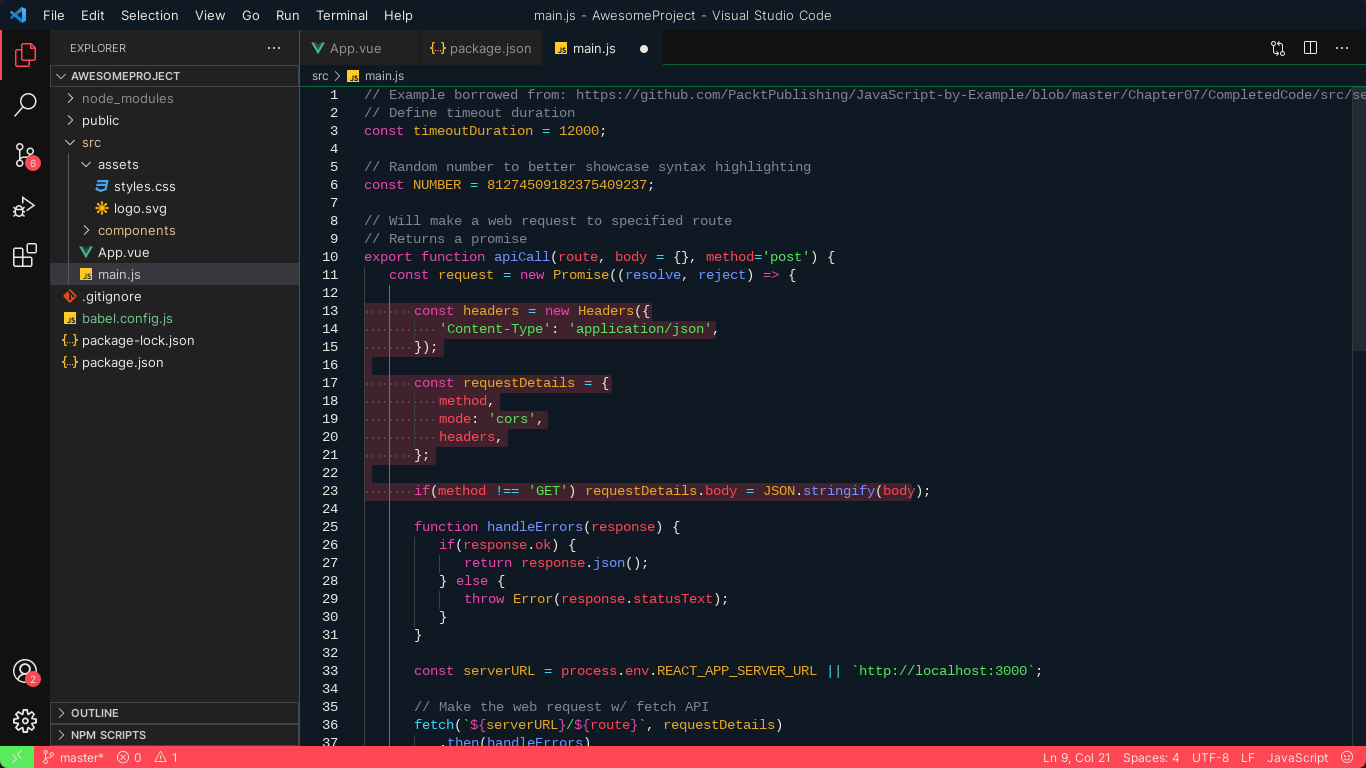 File Edit Selection View Go Run Terminal Help main.js - AwesomeProject - Visual Studio Code
EXPLORER
App.vue
{..} package.json
JS main.js
AWESOMEPROJECT
src > JS main.js
node_modules
public
src
assets
styles.css
logo.svg
components
App.vue
JS main.js
.gitignore
JS babel.config.js
{..} package-lock.json
{..} package.json
OUTLINE
NPM SCRIPTS
6
2
1 // Example borrowed from: https://github.com/PacktPublishing/JavaScript-by-Example/blob/master/Chapter07/CompletedCode/src/se
2 // Define timeout duration
3 const timeoutDuration = 12000;
4
5 // Random number to better showcase syntax highlighting
6 const NUMBER = 81274509182375409237;
7
8 // Will make a web request to specified route
9 // Returns a promise
10 export function apiCall(route, body = {}, method='post') {
11 const request = new Promise((resolve, reject) => {
12
13 const headers = new Headers({
14 'Content-Type': 'application/json',
15 });
16
17 const requestDetails = {
18 method,
19 mode: 'cors',
20 headers,
21 };
22
23 if(method !== 'GET') requestDetails.body = JSON.stringify(body);
24
25 function handleErrors(response) {
26 if(response.ok) {
27 return response.json();
28 } else {
29 throw Error(response.statusText);
30 }
31 }
32
33 const serverURL = process.env.REACT_APP_SERVER_URL || `http://localhost:3000`;
34
35 // Make the web request w/ fetch API
36 fetch(`${serverURL}/${route}`, requestDetails)
37 .then(handleErrors)
master* 0 1 Ln 9, Col 21 Spaces: 4 UTF-8 LF JavaScript